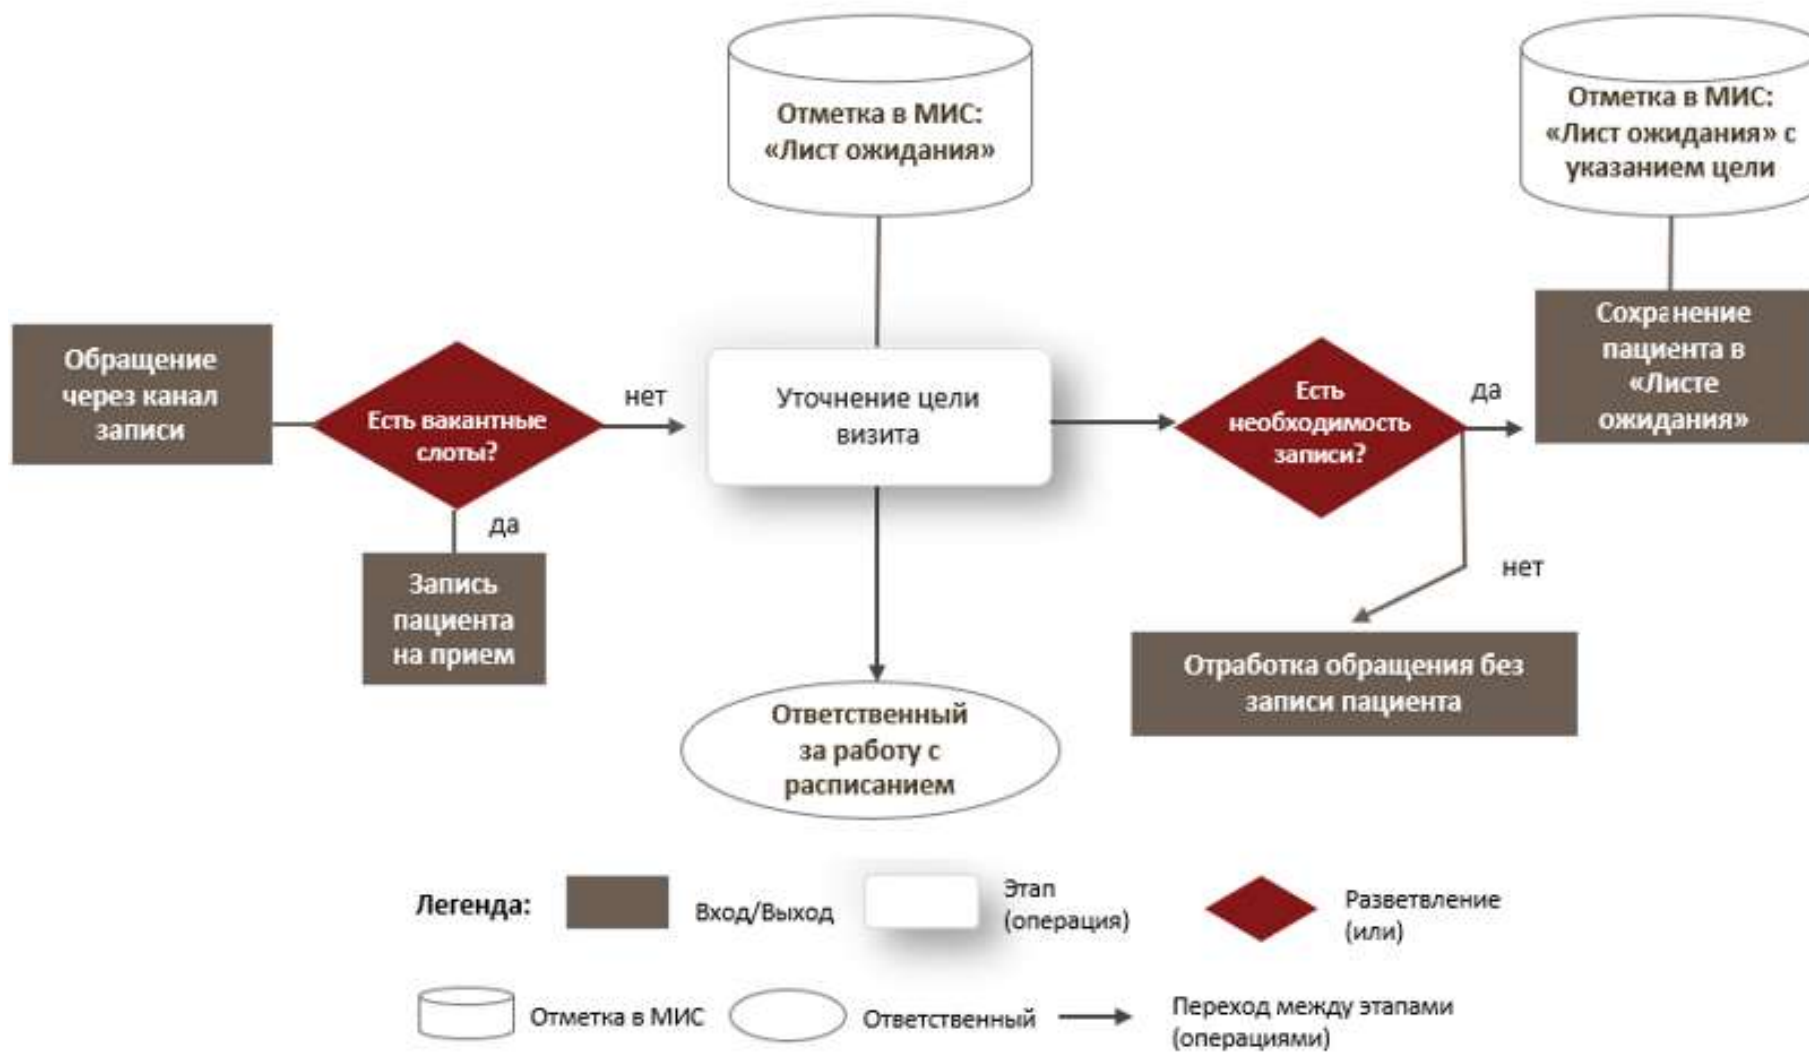 Отметка в МИС:
«Лист ожидания»
Отметка в МИС:
«Лист ожидания» с
указанием цели
Обращение
через канал
записи
Есть вакантные
слоты?
нет
да
Запись
пациента
на прием
Уточнение цели
визита
Ответственный
за работу с
расписанием
Есть
необходимость
записи?
да
Сохранение
пациента в
«Листе
ожидания»
нет
Отработка обращения без
записи пациента
Легенда:
Вход/Выход
Этап
(операция)
Разветвление
(или)
Отметка в МИС
Ответственный
Переход между этапами
(операциями)